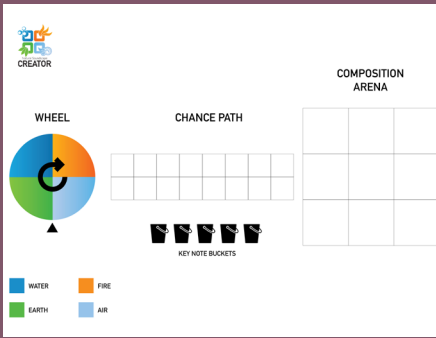 CREATOR
COMPOSITION
ARENA
WHEEL
CHANCE PATH
KEY NOTE BUCKETS
WATER
FIRE
EARTH
AIR